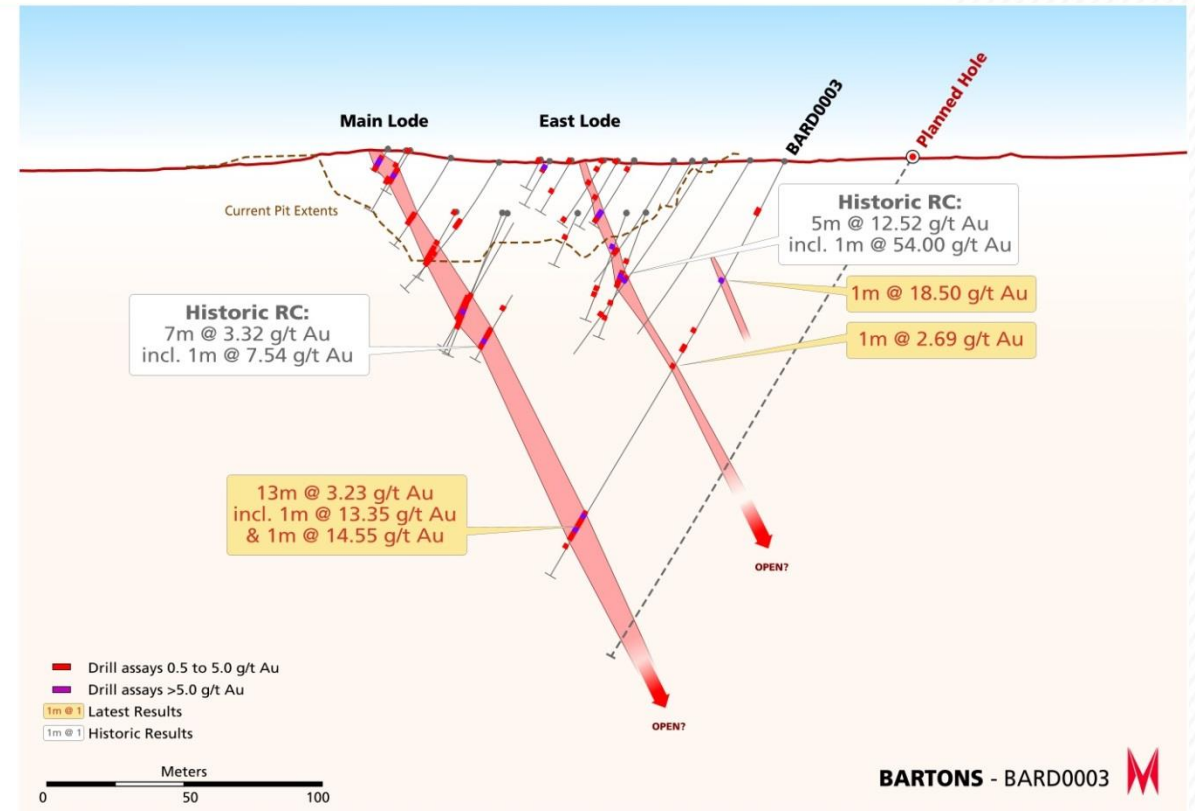 Main Lode
East Lode
BARD0003
Planned Hole
Current Pit Extents
Historic RC:
5m @ 12.52 g/t Au
incl. 1m @ 54.00 g/t Au
1m @ 18.50 g/t Au
Historic RC:
7m @ 3.32 g/t Au
incl. 1m @ 7.54 g/t Au
1m @ 2.69 g/t Au
13m @ 3.23 g/t Au
incl. 1m @ 13.35 g/t Au
& 1m @ 14.55 g/t Au
OPEN?
OPEN?
Drill assays 0.5 to 5.0 g/t Au
Drill assays >5.0 g/t Au
1m @ 1 Latest Results
1m @ 1 Historic Results
Meters
0 50 100
BARTONS - BARD0003